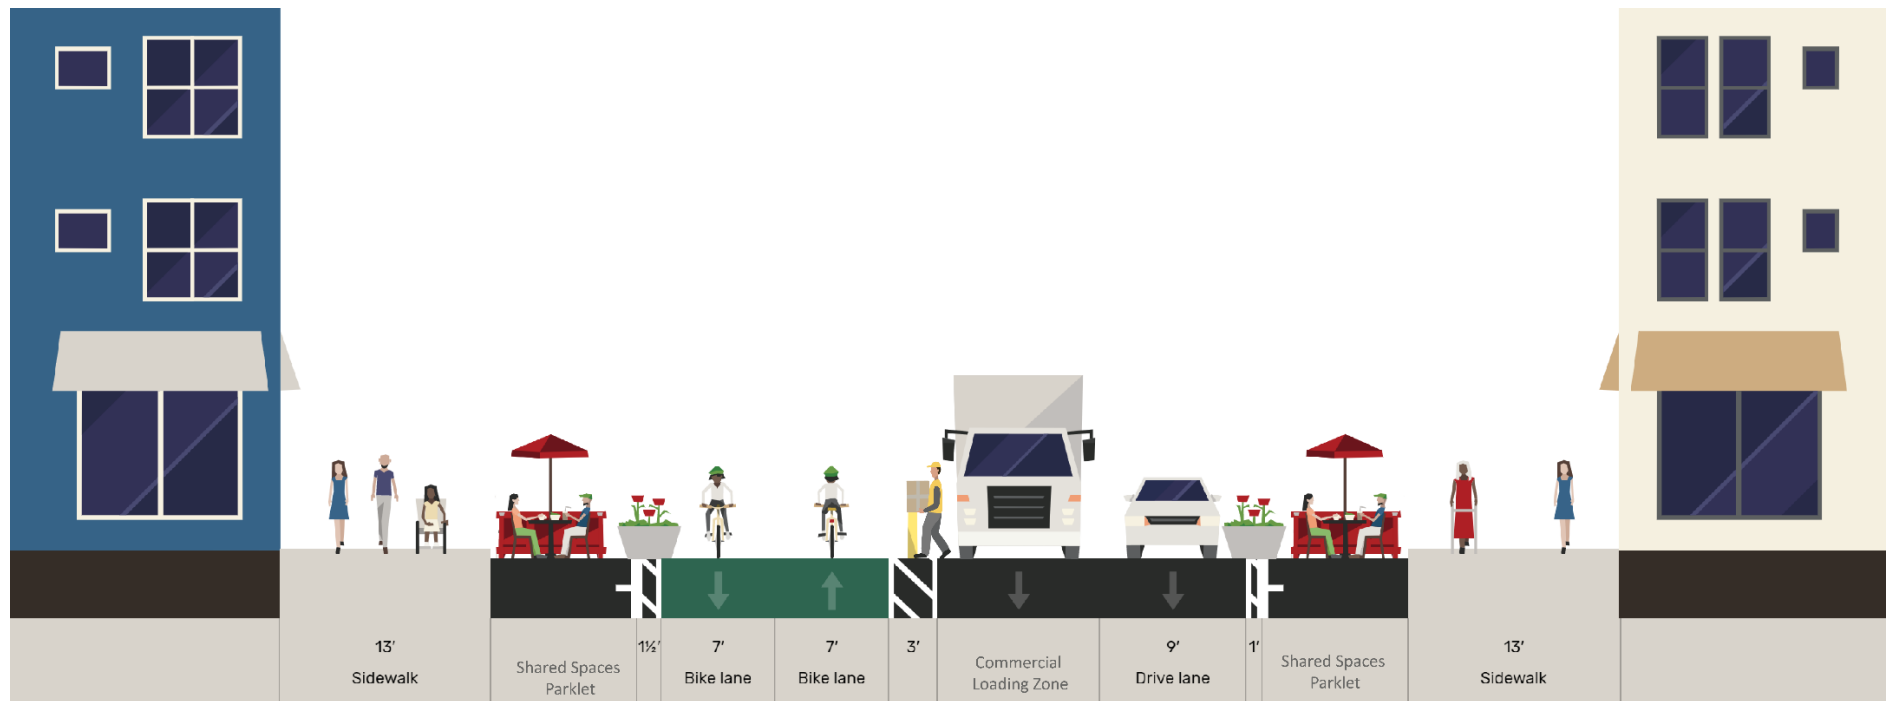 13′
Sidewalk
Shared Spaces
Parklet
1½′
7′
Bike lane
7′
Bike lane
3′
Commercial
Loading Zone
9′
Drive lane
1′
Shared Spaces
Parklet
13′
Sidewalk